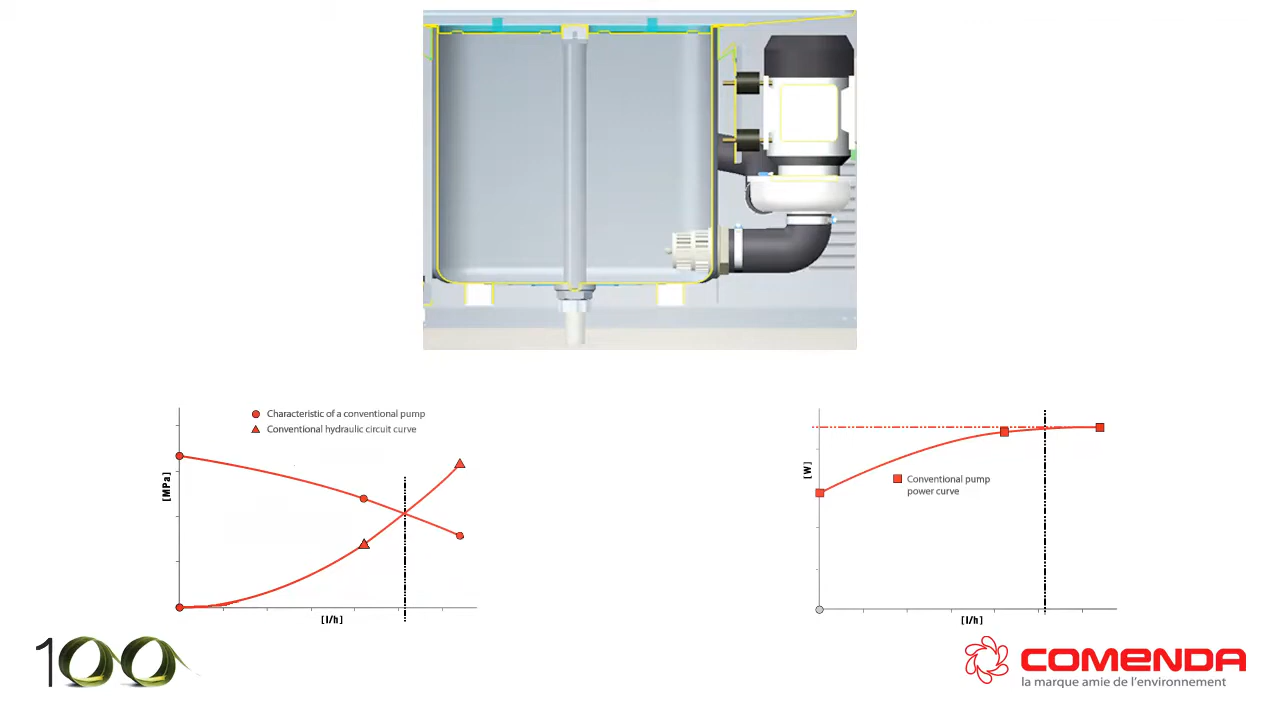 Characteristic of a conventional pump
Conventional hydraulic circuit curve
[MPa]
[l/h]
[W]
Conventional pump
power curve
[l/h]
100
COMENDA
la marque amie de l'environnement